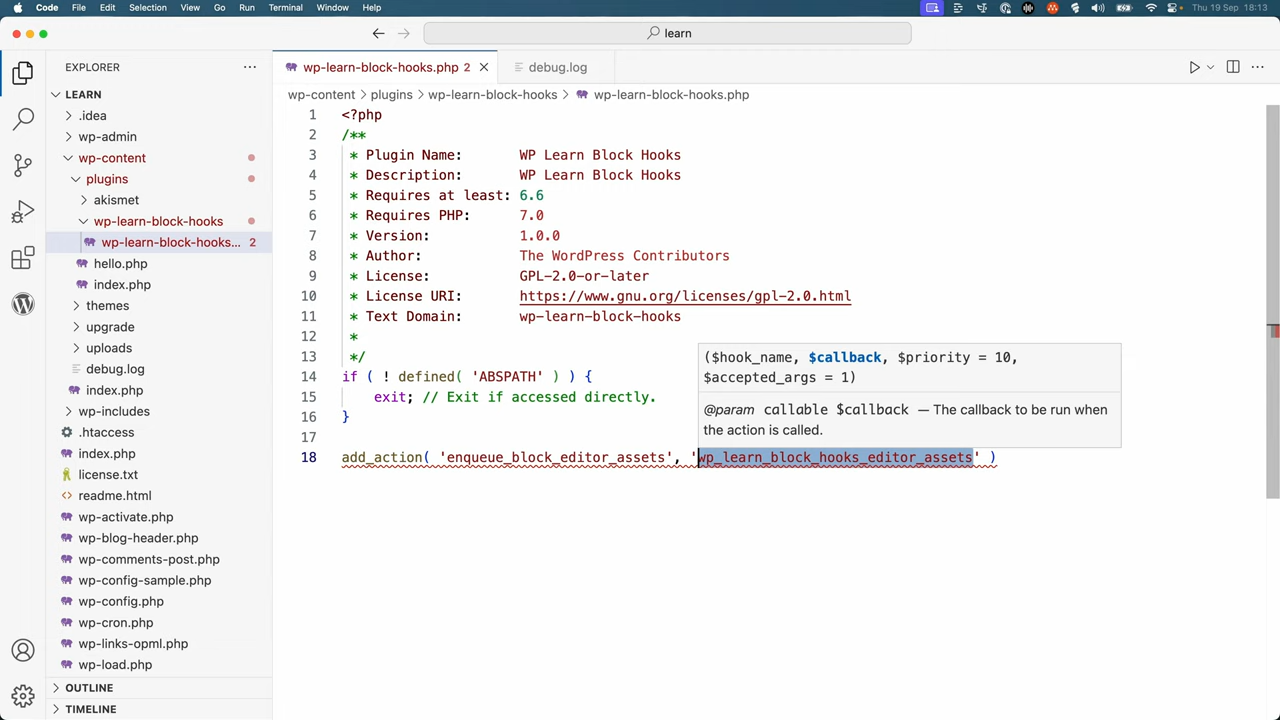 Code File Edit Selection View Go Run Terminal Window Help Thu 19 Sep 18:13
learn
EXPLORER
LEARN
.idea
wp-admin
wp-content
plugins
akismet
wp-learn-block-hooks
wp-learn-block-hooks... 2
hello.php
index.php
themes
upgrade
uploads
debug.log
index.php
wp-includes
.htaccess
index.php
license.txt
readme.html
wp-activate.php
wp-blog-header.php
wp-comments-post.php
wp-config-sample.php
wp-config.php
wp-cron.php
wp-links-opml.php
wp-load.php
OUTLINE
TIMELINE
wp-learn-block-hooks.php 2 debug.log
wp-content > plugins > wp-learn-block-hooks > wp-learn-block-hooks.php
1 <?php
2 /**
3 * Plugin Name: WP Learn Block Hooks
4 * Description: WP Learn Block Hooks
5 * Requires at least: 6.6
6 * Requires PHP: 7.0
7 * Version: 1.0.0
8 * Author: The WordPress Contributors
9 * License: GPL-2.0-or-later
10 * License URI: https://www.gnu.org/licenses/gpl-2.0.html
11 * Text Domain: wp-learn-block-hooks
12 *
13 */
14 if ( ! defined( 'ABSPATH' ) ) {
15 exit; // Exit if accessed directly.
16 }
17
18 add_action( 'enqueue_block_editor_assets', 'wp_learn_block_hooks_editor_assets' )
($hook_name, $callback, $priority = 10,
$accepted_args = 1)
@param callable $callback — The callback to be run when
the action is called.